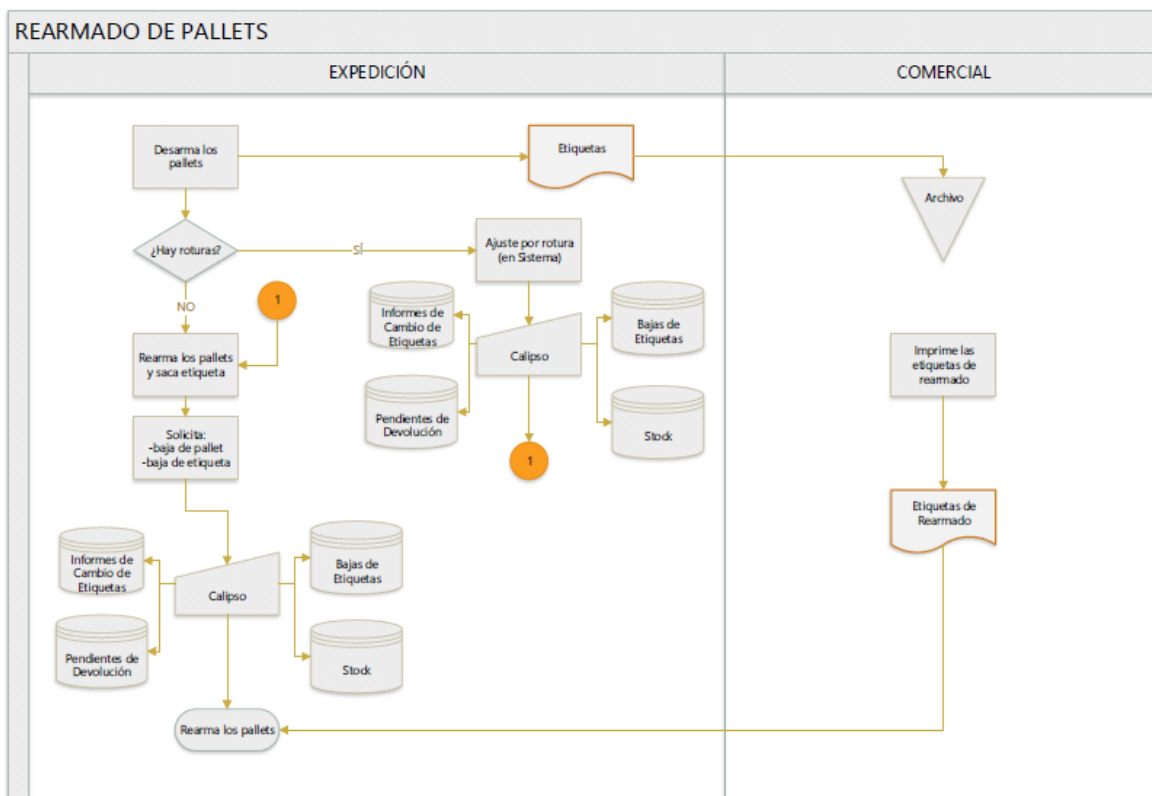 REARMADO DE PALLETS
EXPEDICIÓN
COMERCIAL
Desarma los
pallets
Etiquetas
Archivo
¿Hay roturas?
SÍ
Ajuste por rotura
(en Sistema)
NO
1
Informes de
Cambio de
Etiquetas
Bajas de
Etiquetas
Calipso
Rearma los pallets
y saca etiqueta
Imprime las
etiquetas de
rearmado
Pendientes de
Devolución
Stock
Solicita:
-baja de pallet
-baja de etiqueta
1
Etiquetas de
Rearmado
Informes de
Cambio de
Etiquetas
Bajas de
Etiquetas
Calipso
Pendientes de
Devolución
Stock
Rearma los pallets